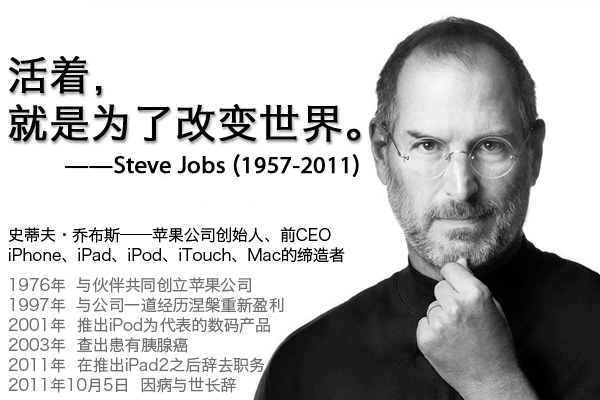 活着，
就是为了改变世界。
——Steve Jobs (1957-2011)
史蒂夫·乔布斯——苹果公司创始人、前CEO
iPhone、iPad、iPod、iTouch、Mac的缔造者
1976年 与伙伴共同创立苹果公司
1997年 与公司一道经历涅槃重新盈利
2001年 推出iPod为代表的数码产品
2003年 查出患有胰腺癌
2011年 在推出iPad2之后辞去职务
2011年10月5日 因病与世长辞